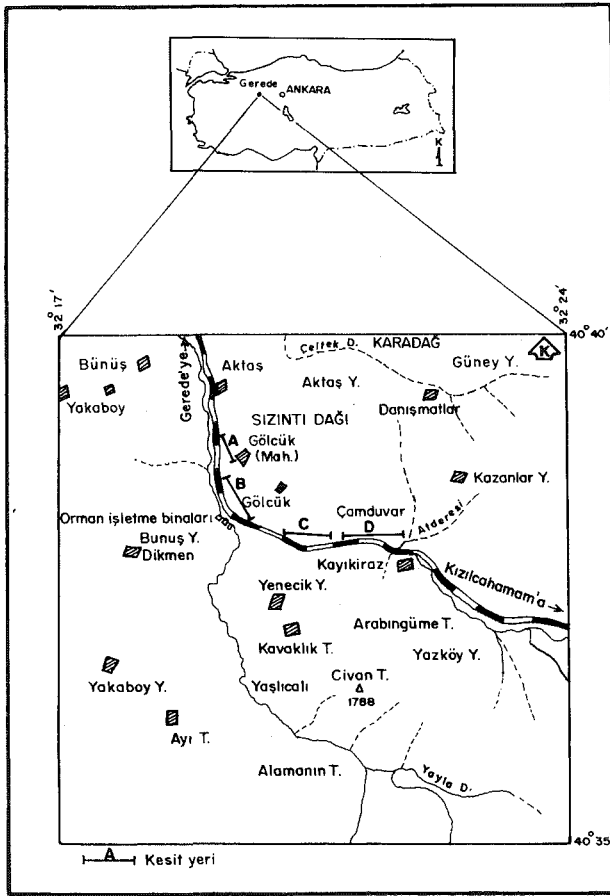 Gerede
ANKARA
K
32°17'
32°24'
40°40'
Çeltek D.
KARADAĞ
K
Bünüş
Gerede'ye
Aktaş
Güney Y.
Yakaboy
Aktaş Y.
Danışmatlar
SIZINTI DAĞI
A
Gölcük
(Mah.)
B
Gölcük
Kazanlar Y.
Çamduvar
Orman işletme binaları
C
D
Atderesi
Bunuş Y.
Dikmen
Kayıkiraz
Kızılcahamam'a
Yenecik Y.
Arabıngüme T.
Kavaklık T.
Yazköy Y.
Yakaboy Y.
Yaşlıcalı
Civan T.
1788
Ayı T.
Alamanın T.
Yayla D.
40°35'
A
Kesit yeri